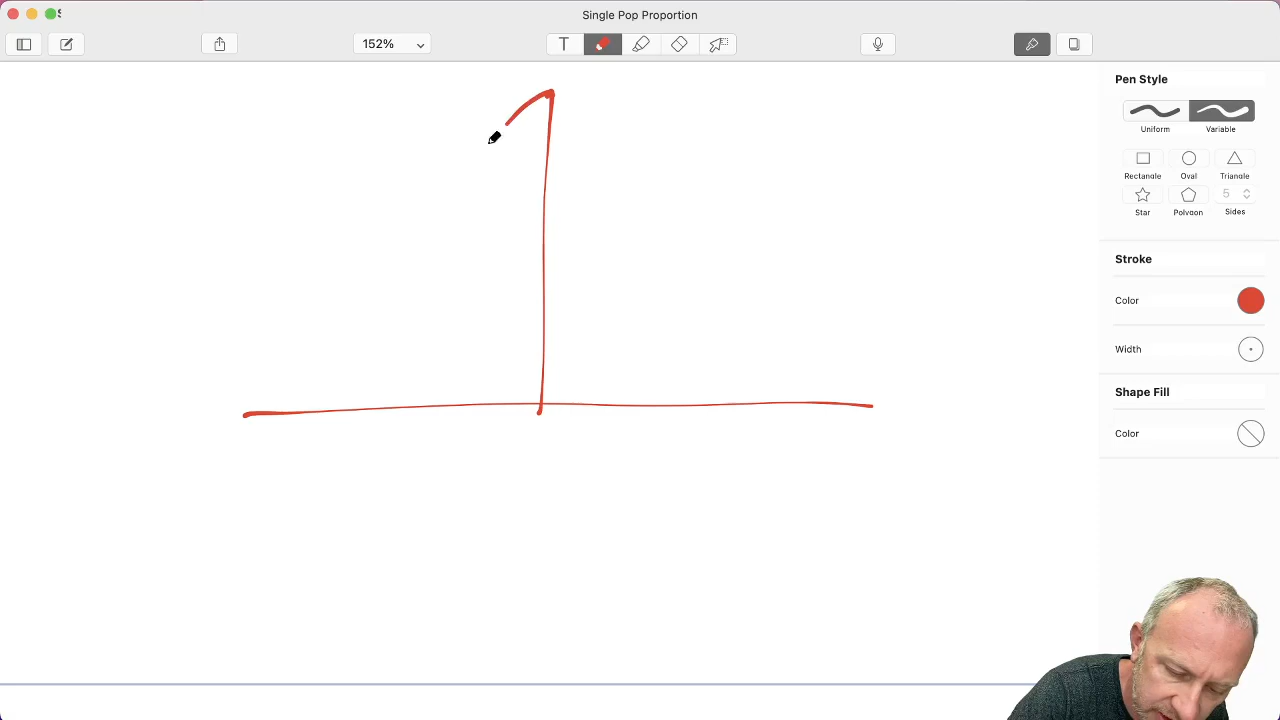 Single Pop Proportion
152%
T
Pen Style
Uniform
Variable
Rectangle
Oval
Triangle
5
Star
Polygon
Sides
Stroke
Color
Width
Shape Fill
Color